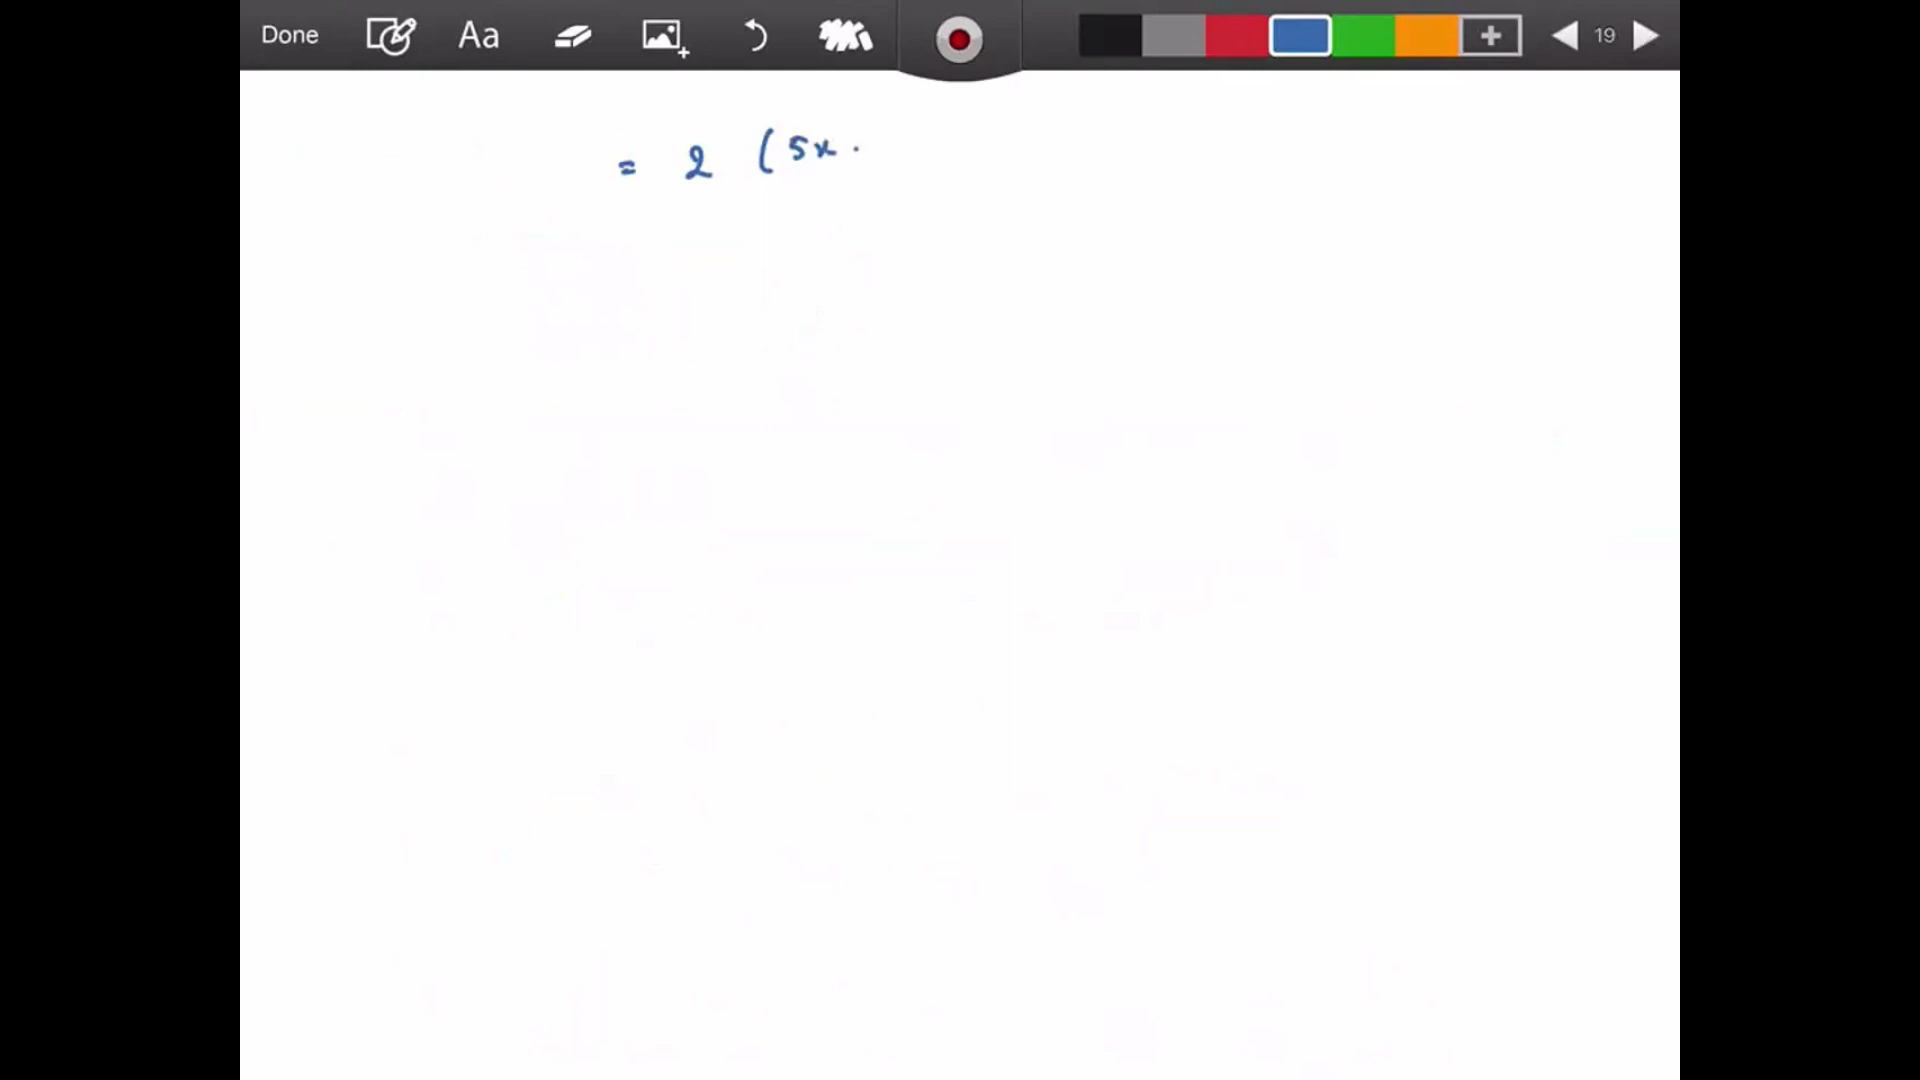 Done Aa 19
= 2 (5x .